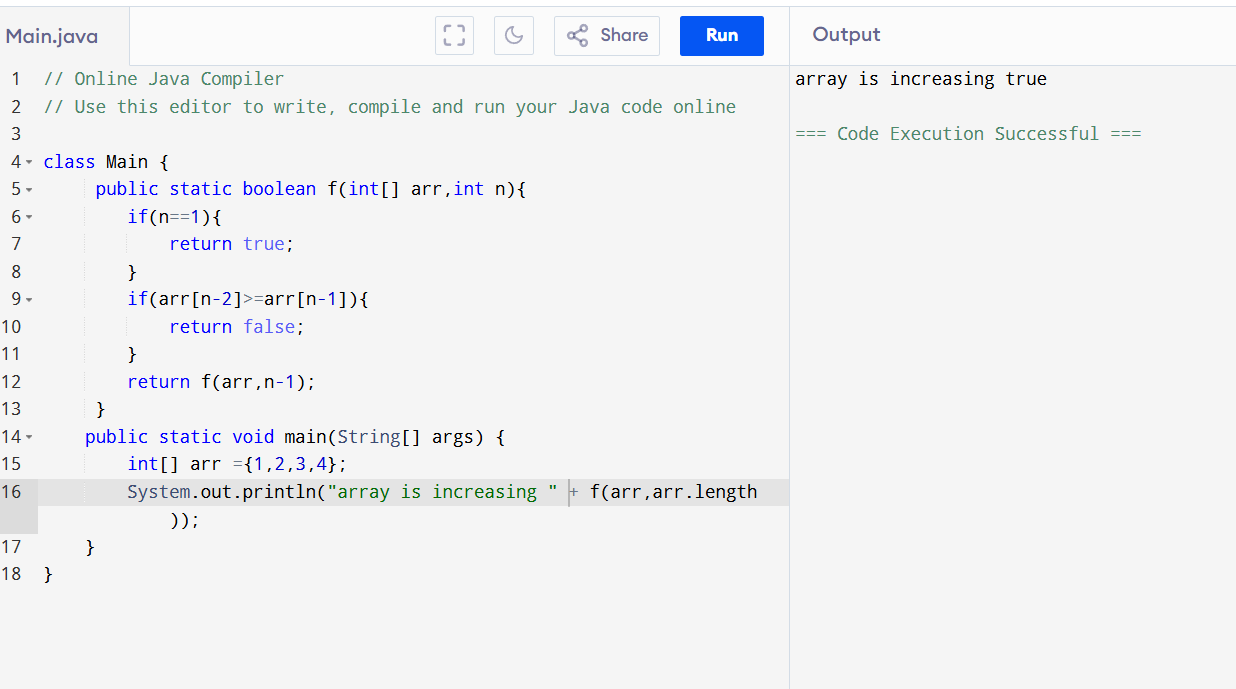 Main.java
Share
Run
Output
1 // Online Java Compiler
2 // Use this editor to write, compile and run your Java code online
3
4 class Main {
5 public static boolean f(int[] arr,int n){
6 if(n==1){
7 return true;
8 }
9 if(arr[n-2]>=arr[n-1]){
10 return false;
11 }
12 return f(arr,n-1);
13 }
14 public static void main(String[] args) {
15 int[] arr ={1,2,3,4};
16 System.out.println("array is increasing " + f(arr,arr.length
));
17 }
18 }
array is increasing true
=== Code Execution Successful ===